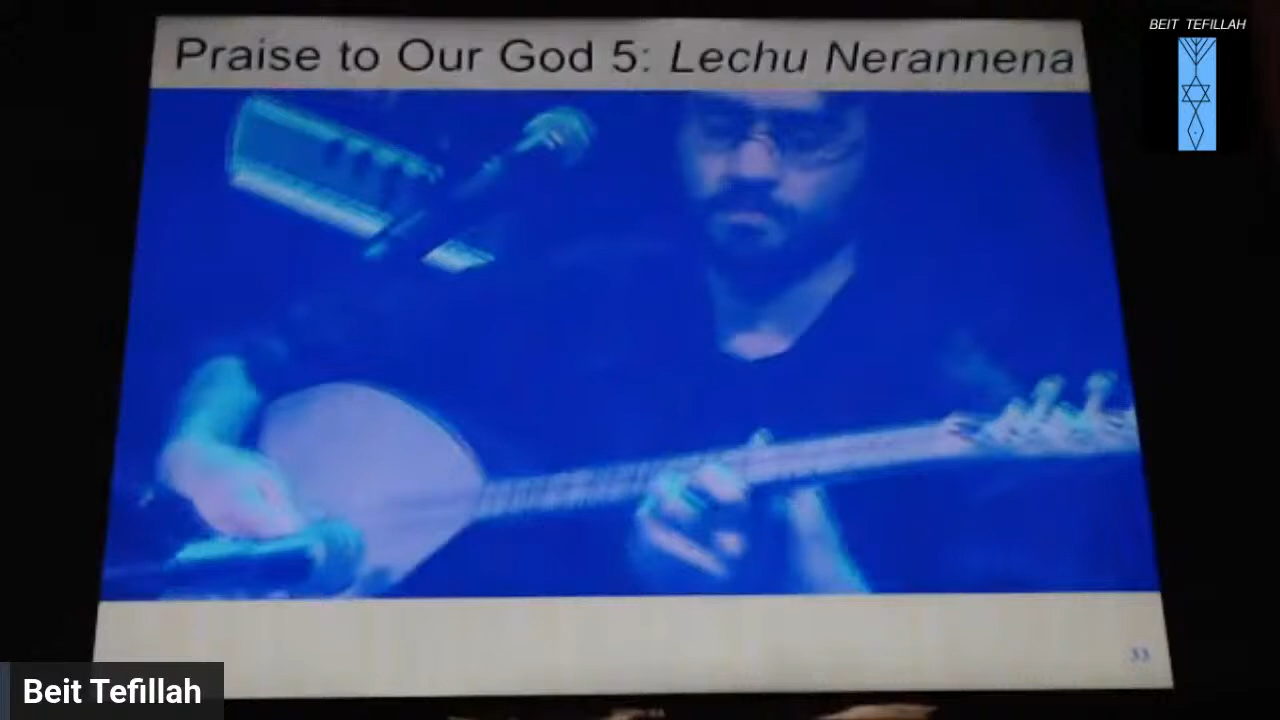 Praise to Our God 5: Lechu Nerannena
BEIT TEFILLAH
33
Beit Tefillah